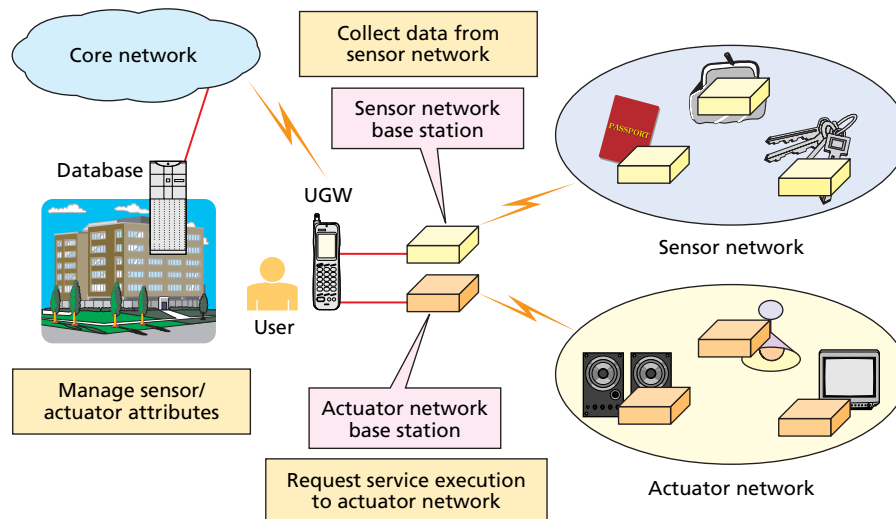 Core network
Collect data from
sensor network
Sensor network
base station
PASSPORT
Database
UGW
Sensor network
User
Manage sensor/
actuator attributes
Actuator network
base station
Request service execution
to actuator network
Actuator network